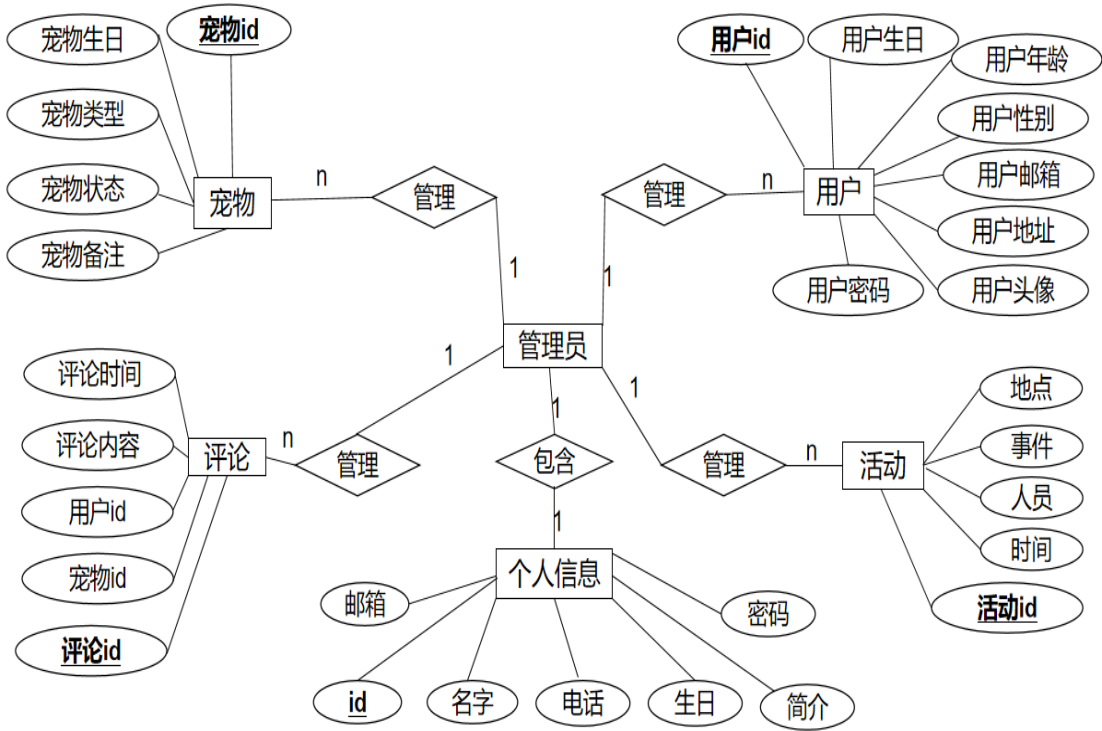 宠物生日
宠物id
用户id
用户生日
用户年龄
宠物类型
用户性别
宠物状态
宠物
n
管理
管理
n
用户
用户邮箱
用户地址
宠物备注
1
1
用户密码
用户头像
管理员
评论时间
1
1
地点
1
评论内容
评论
n
管理
包含
管理
n
活动
事件
人员
用户id
1
时间
宠物id
个人信息
邮箱
密码
活动id
评论id
id
名字
电话
生日
简介